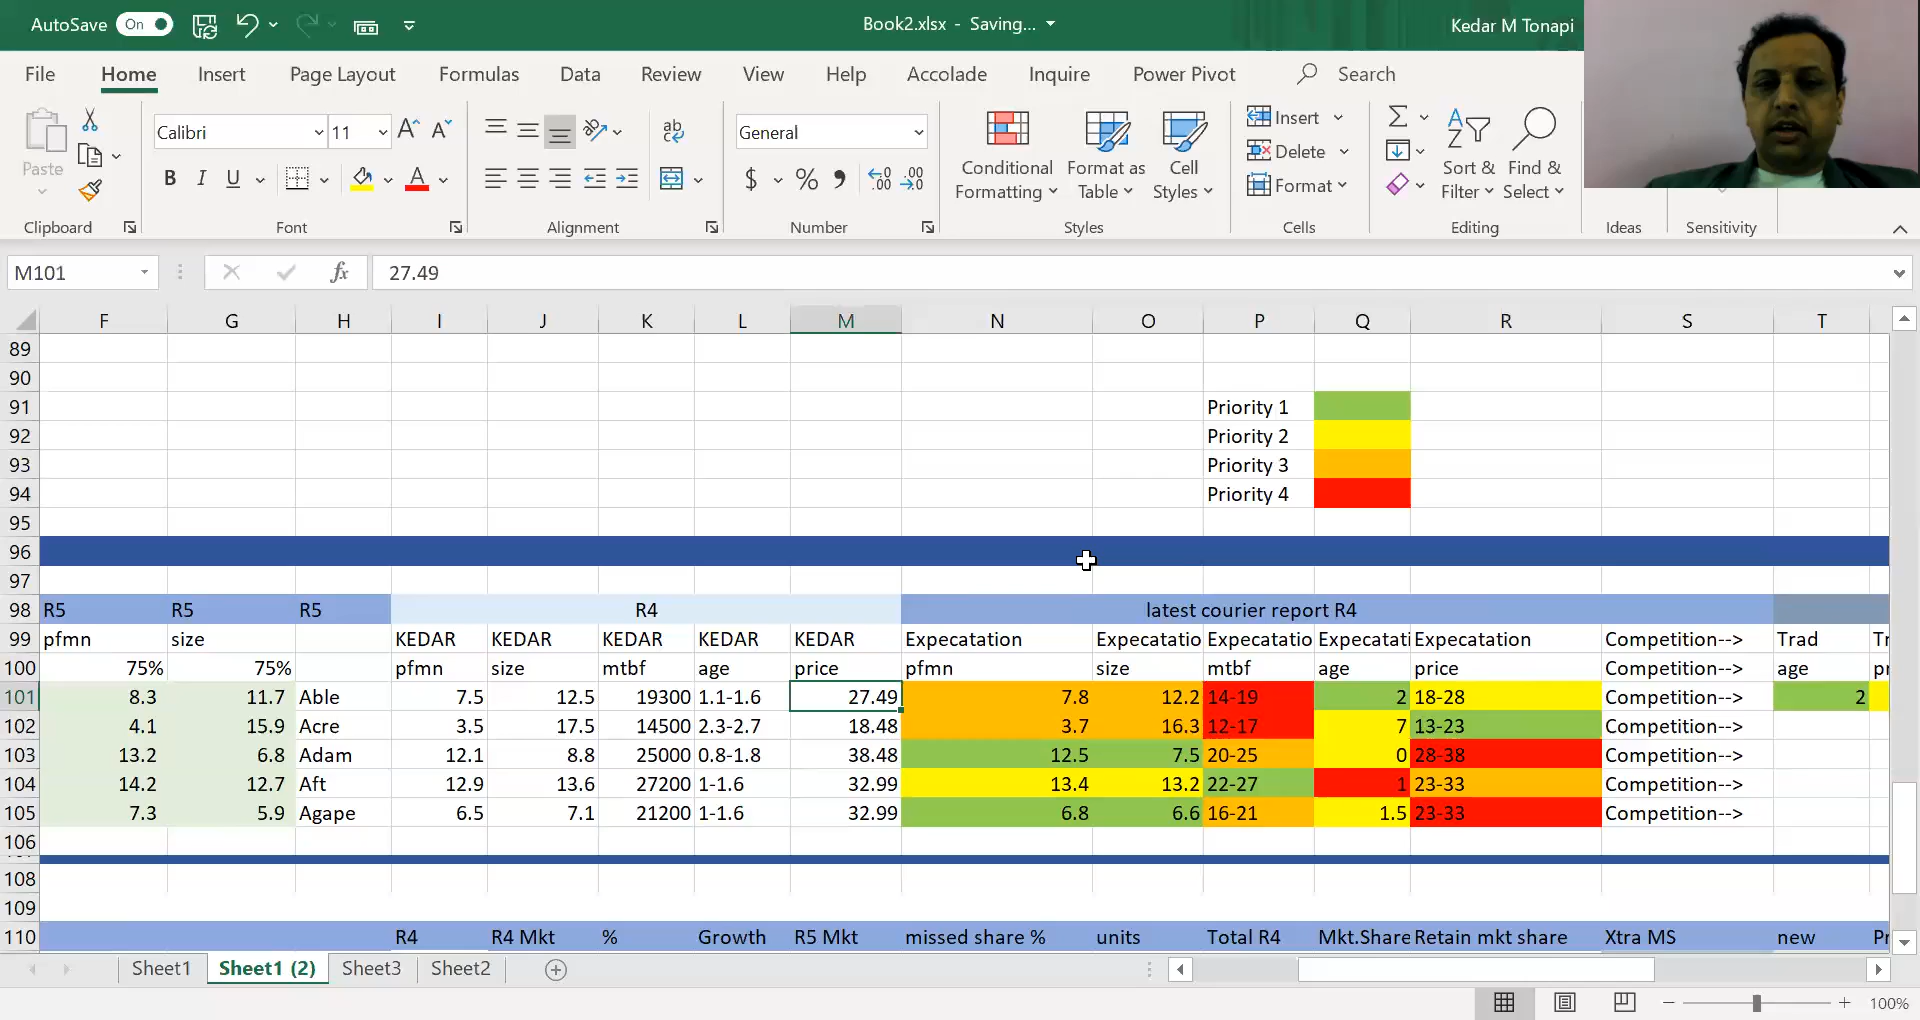 AutoSave On Book2.xlsx - Saving... Kedar M Tonapi
File Home Insert Page Layout Formulas Data Review View Help Accolade Inquire Power Pivot Search
Paste Calibri 11 General Conditional Formatting Format as Table Cell Styles Insert Delete Format Sort & Filter Find & Select
Clipboard Font Alignment Number Styles Cells Editing Ideas Sensitivity
M101 fx 27.49
F G H I J K L M N O P Q R S T
89
90
91 Priority 1
92 Priority 2
93 Priority 3
94 Priority 4
95
96
97
98 R5 R5 R5 R4 latest courier report R4
99 pfmn size KEDAR KEDAR KEDAR KEDAR KEDAR Expecatation Expecatatio Expecatatio Expecatati Expecatation Competition--> Trad Tr
100 75% 75% pfmn size mtbf age price pfmn size mtbf age price Competition--> age pr
101 8.3 11.7 Able 7.5 12.5 19300 1.1-1.6 27.49 7.8 12.2 14-19 2 18-28 Competition--> 2
102 4.1 15.9 Acre 3.5 17.5 14500 2.3-2.7 18.48 3.7 16.3 12-17 7 13-23 Competition-->
103 13.2 6.8 Adam 12.1 8.8 25000 0.8-1.8 38.48 12.5 7.5 20-25 0 28-38 Competition-->
104 14.2 12.7 Aft 12.9 13.6 27200 1-1.6 32.99 13.4 13.2 22-27 1 23-33 Competition-->
105 7.3 5.9 Agape 6.5 7.1 21200 1-1.6 32.99 6.8 6.6 16-21 1.5 23-33 Competition-->
106
108
109
110 R4 R4 Mkt % Growth R5 Mkt missed share % units Total R4 Mkt.Share Retain mkt share Xtra MS new Pr
Sheet1 Sheet1 (2) Sheet3 Sheet2
100%